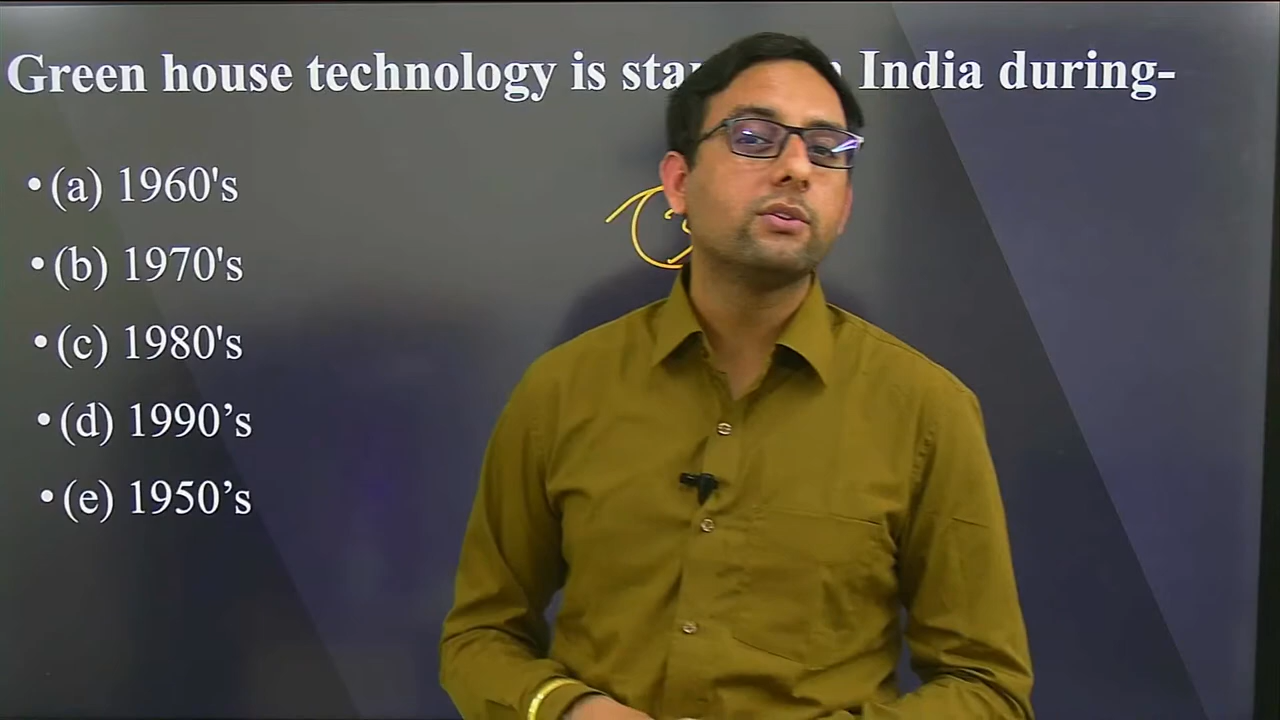 Green house technology is India during-
• (a) 1960's
• (b) 1970's
• (c) 1980's
• (d) 1990’s
• (e) 1950’s